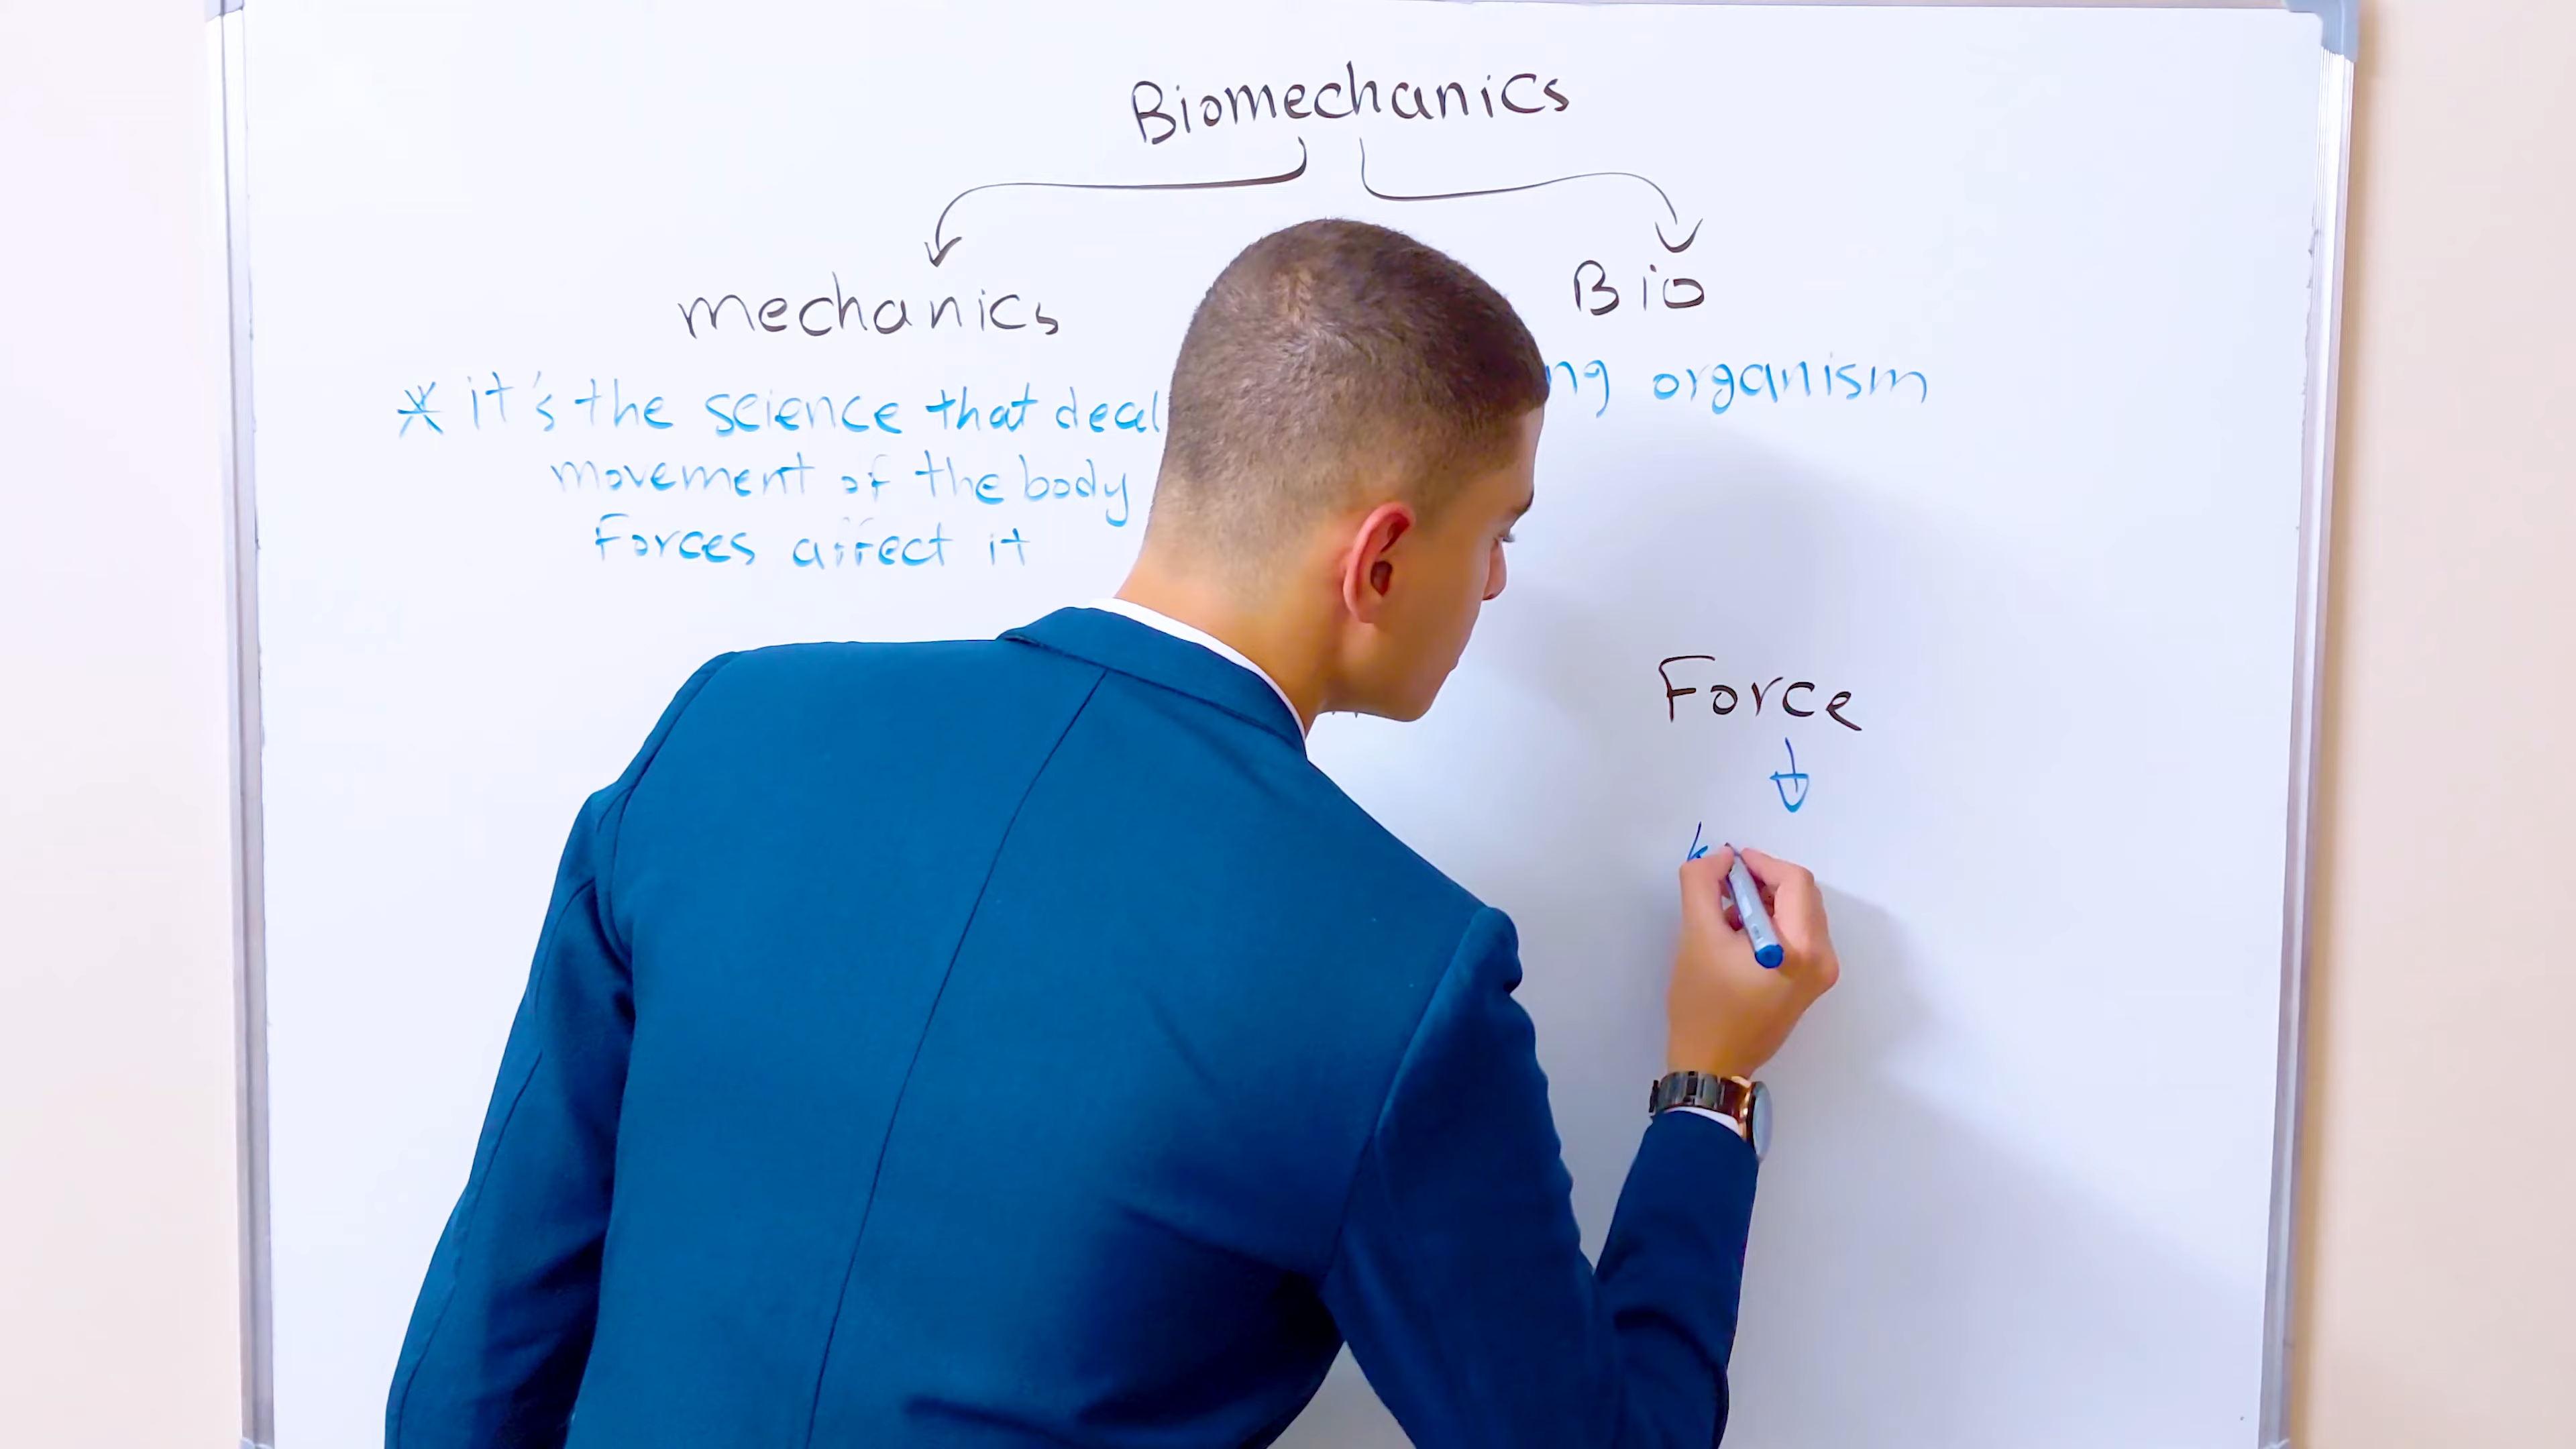 Biomechanics
mechanics
Bio
* it's the science that deal
movement of the body
Forces affect it
ng organism
Force
k